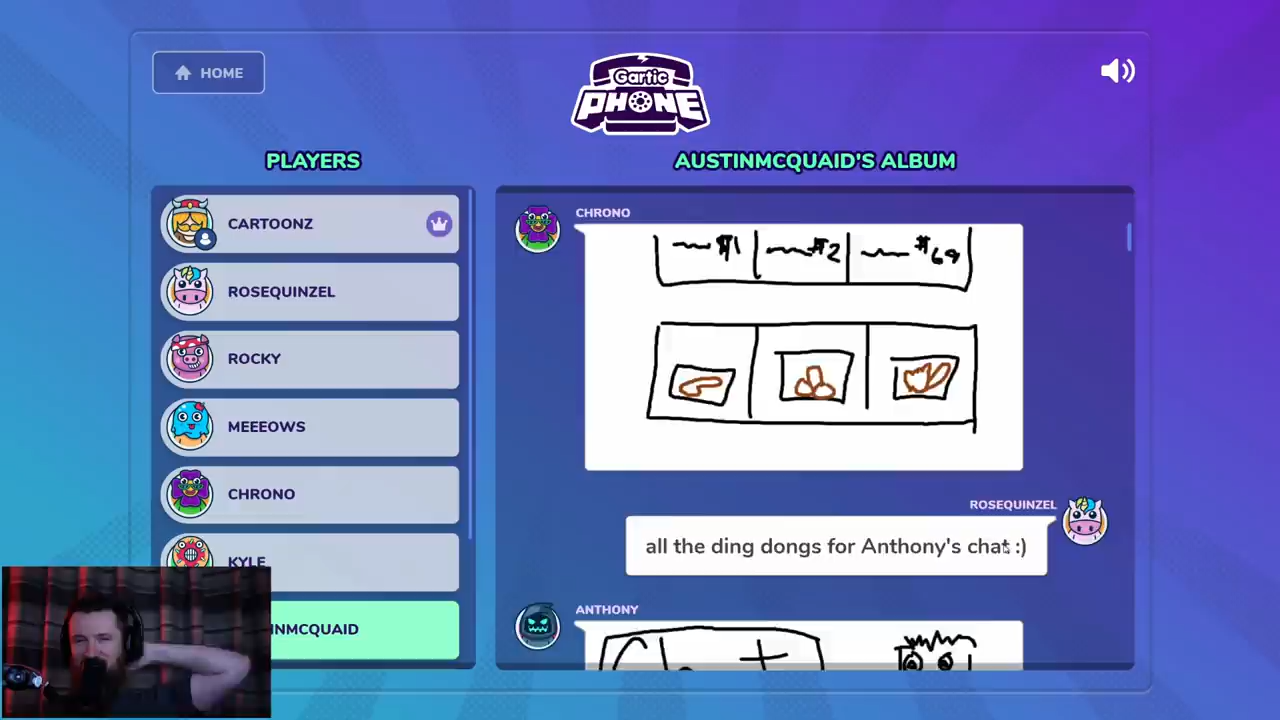 HOME
Gartic
PHONE
PLAYERS
AUSTINMCQUAID'S ALBUM
CARTOONZ
ROSEQUINZEL
ROCKY
MEEEOWS
CHRONO
KYLE
INMCQUAID
CHRONO
$1
$2
$69
ROSEQUINZEL
all the ding dongs for Anthony's chat :)
ANTHONY